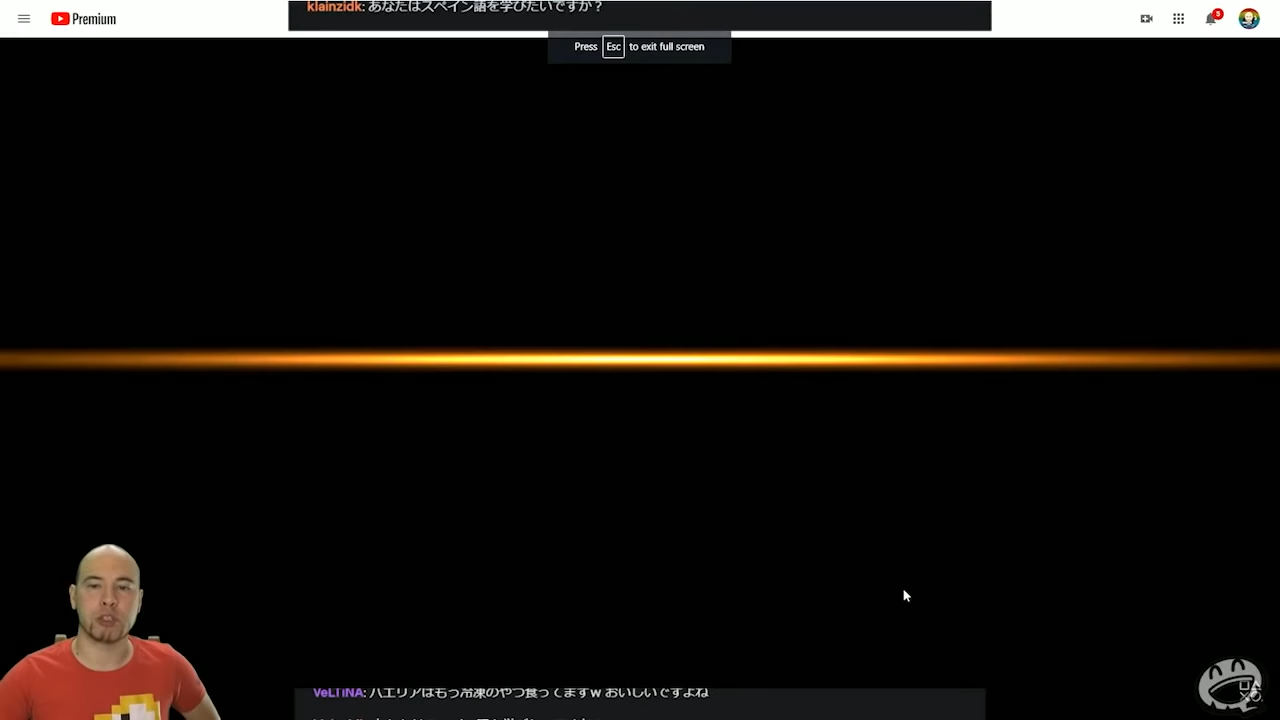 klainzidk: あなたはスペイン語を学びたいですか？
Premium
5
Press Esc to exit full screen
VeLTiNA: パエリアはもう冷凍のやつ食ってますw おいしいですよね